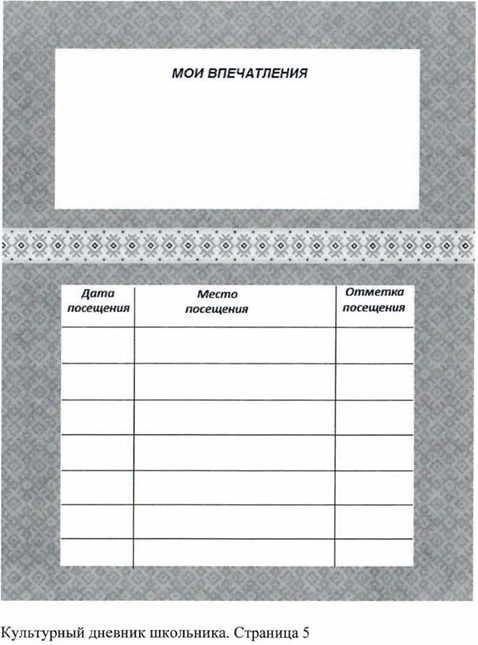 МОИ ВПЕЧАТЛЕНИЯ
Дата посещения
Место посещения
Отметка посещения
Культурный дневник школьника. Страница 5